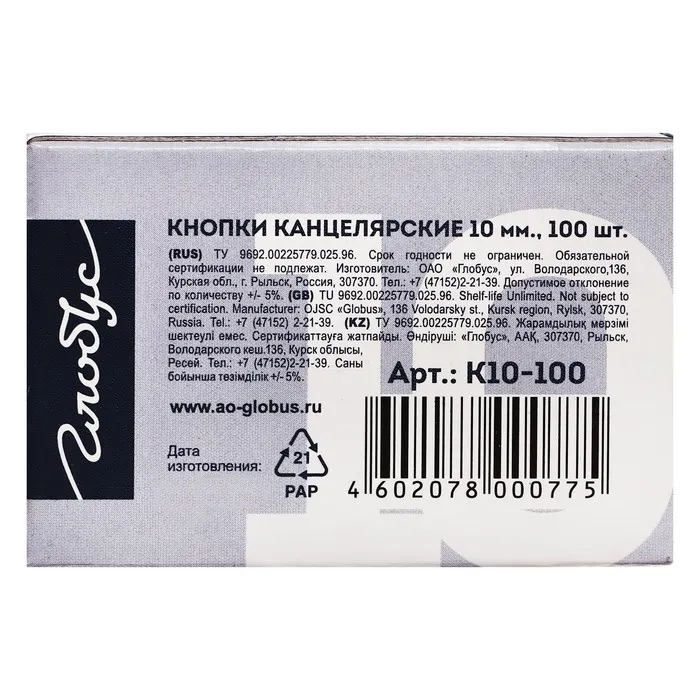 Глобус
КНОПКИ КАНЦЕЛЯРСКИЕ 10 мм., 100 шт.
(RUS) ТУ 9692.00225779.025.96. Срок годности не ограничен. Обязательной
сертификации не подлежат. Изготовитель: ОАО «Глобус», ул. Володарского,136,
Курская обл., г. Рыльск, Россия, 307370. Тел.: +7 (47152)2-21-39. Допустимое отклонение
по количеству +/- 5%. (GB) TU 9692.00225779.025.96. Shelf-life Unlimited. Not subject to
certification. Manufacturer: OJSC «Globus», 136 Volodarsky st., Kursk region, Rylsk, 307370,
Russia. Tel.: +7 (47152) 2-21-39. (KZ) ТУ 9692.00225779.025.96. Жарамдылық мерзімі
шектеулі емес. Сертификаттауға жатпайды. Өндіруші: «Глобус», ААҚ, 307370, Рыльск,
Володарского кеш.136, Курск облысы,
Ресей. Тел.: +7 (47152) 2-21-39. Саны
бойынша төзімділік +/- 5%.
Арт.: К10-100
www.ao-globus.ru
Дата
изготовления:
21
PAP
4 602078 000775